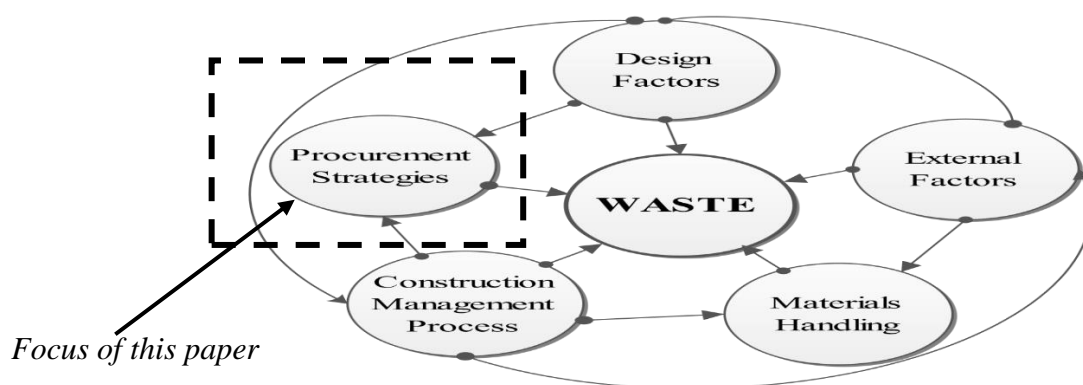 Design
Factors
Procurement
Strategies
External
Factors
WASTE
Construction
Management
Process
Materials
Handling
Focus of this paper